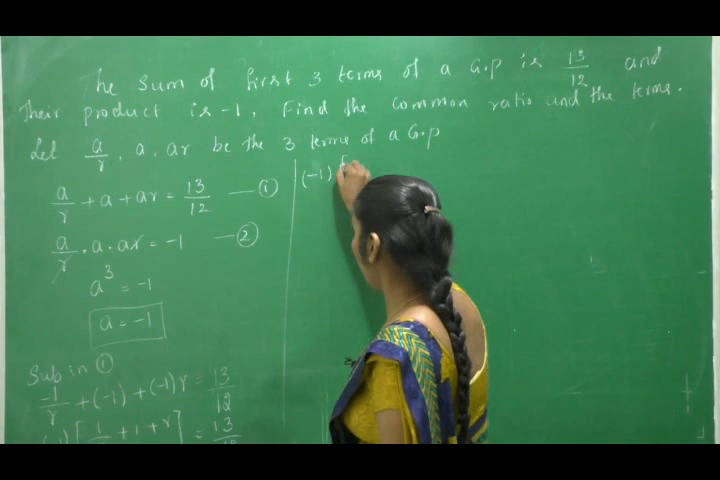 The sum of first 3 terms of a G.P is 13/12 and
Their product is -1. Find the common ratio and the terms.
Let a/r, a, ar be the 3 terms of a G.P
a/r + a + ar = 13/12 — ①
a/r · a · ar = -1 — ②
a³ = -1
a = -1
Sub in ①
-1/r + (-1) + (-1)r = 13/12
(-1) [1/r + 1 + r] = 13/12
(-1) [